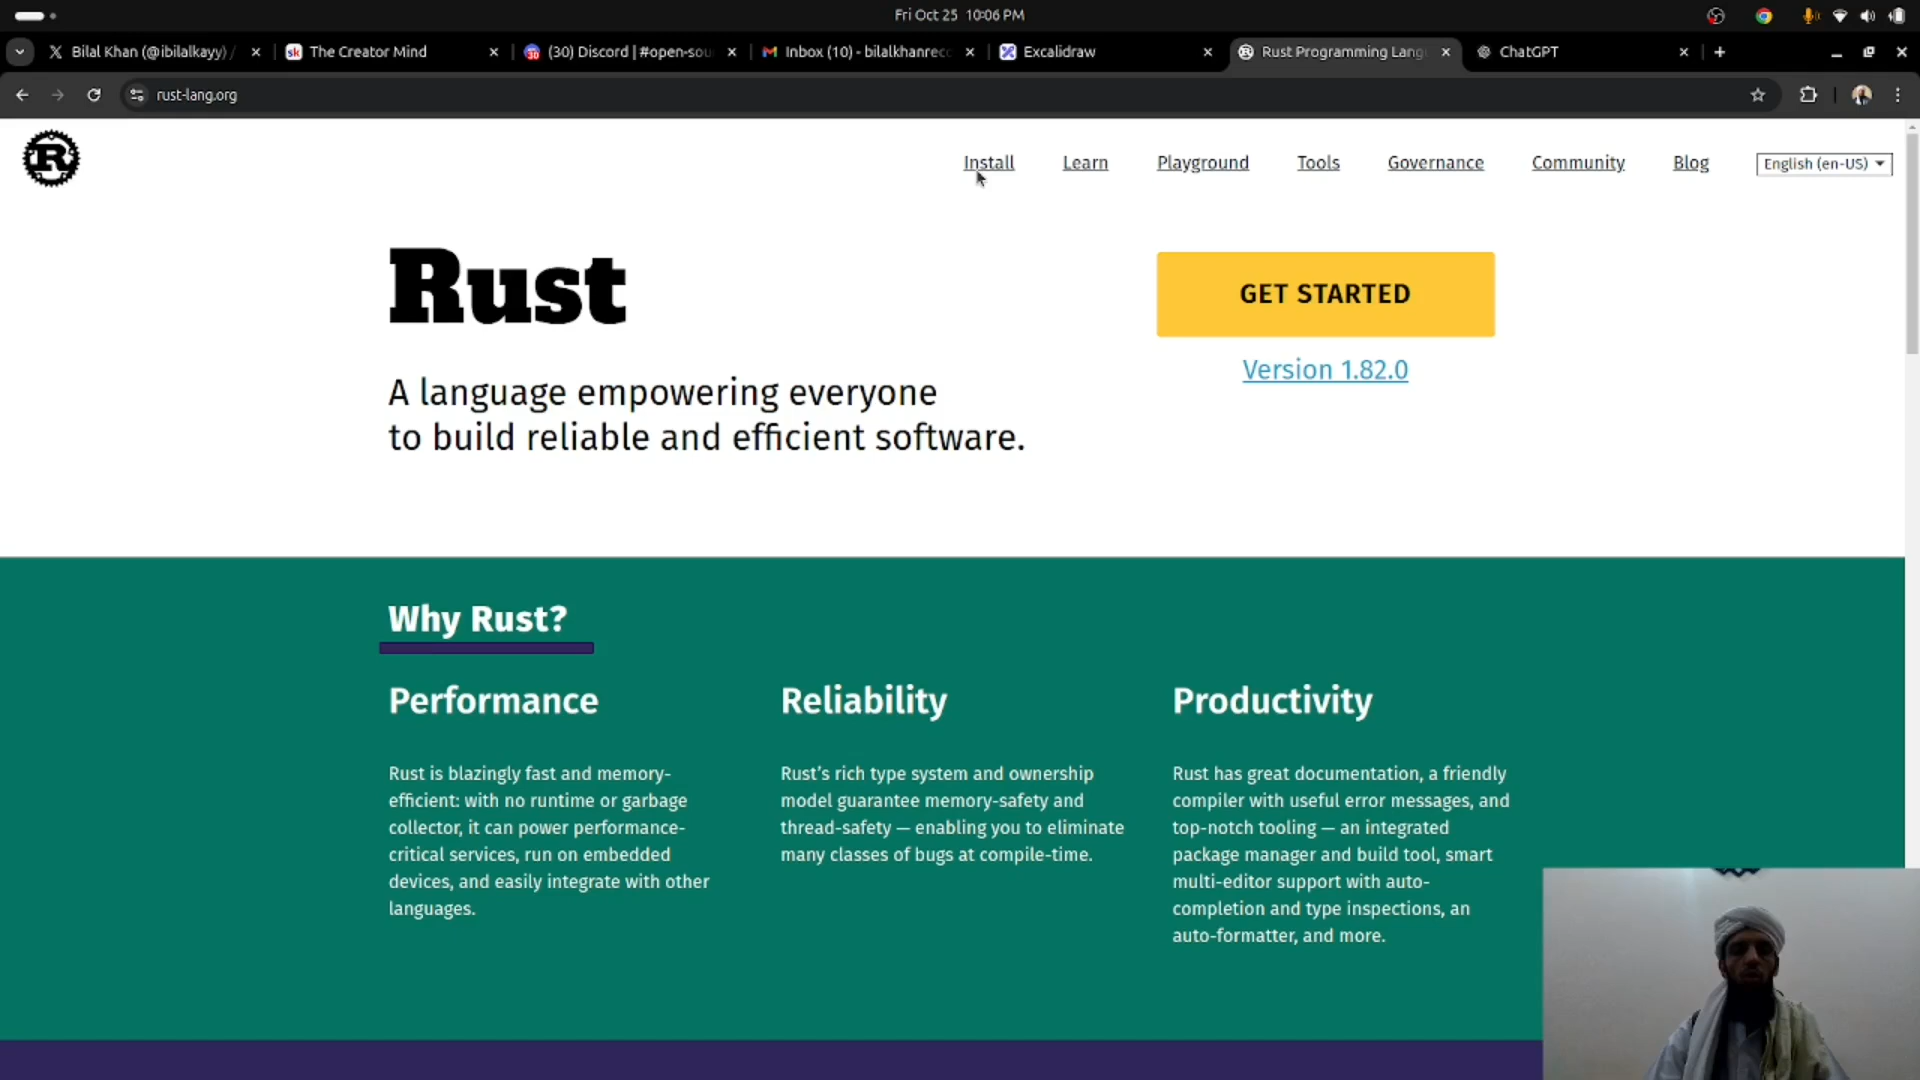 Fri Oct 25 10:06 PM
Bilal Khan (@ibilalkayy) /
The Creator Mind
(30) Discord | #open-sou
Inbox (10) - bilalkhanrec
Excalidraw
Rust Programming Lang
ChatGPT
rust-lang.org
Install
Learn
Playground
Tools
Governance
Community
Blog
English (en-US)
Rust
GET STARTED
Version 1.82.0
A language empowering everyone
to build reliable and efficient software.
Why Rust?
Performance
Rust is blazingly fast and memory-
efficient: with no runtime or garbage
collector, it can power performance-
critical services, run on embedded
devices, and easily integrate with other
languages.
Reliability
Rust’s rich type system and ownership
model guarantee memory-safety and
thread-safety — enabling you to eliminate
many classes of bugs at compile-time.
Productivity
Rust has great documentation, a friendly
compiler with useful error messages, and
top-notch tooling — an integrated
package manager and build tool, smart
multi-editor support with auto-
completion and type inspections, an
auto-formatter, and more.